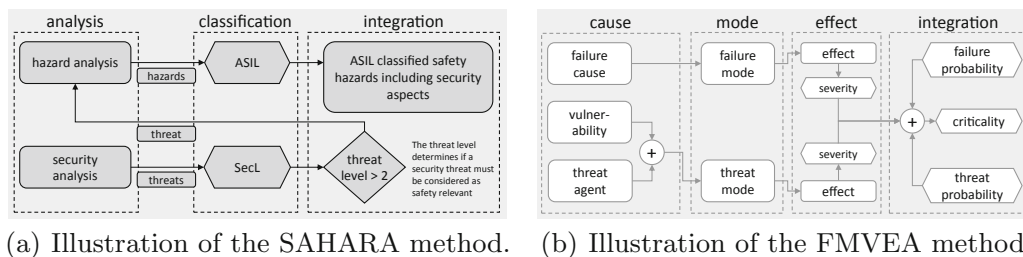 analysis
classification
integration
hazard analysis
hazards
ASIL
ASIL classified safety
hazards including security
aspects
threat
security
analysis
threats
SecL
threat
level > 2
The threat level
determines if a
security threat must
be considered as
safety relevant
(a) Illustration of the SAHARA method.
cause
mode
effect
integration
failure
cause
failure
mode
effect
severity
failure
probability
vulner-
ability
+
+
criticality
threat
agent
threat
mode
severity
effect
threat
probability
(b) Illustration of the FMVEA method